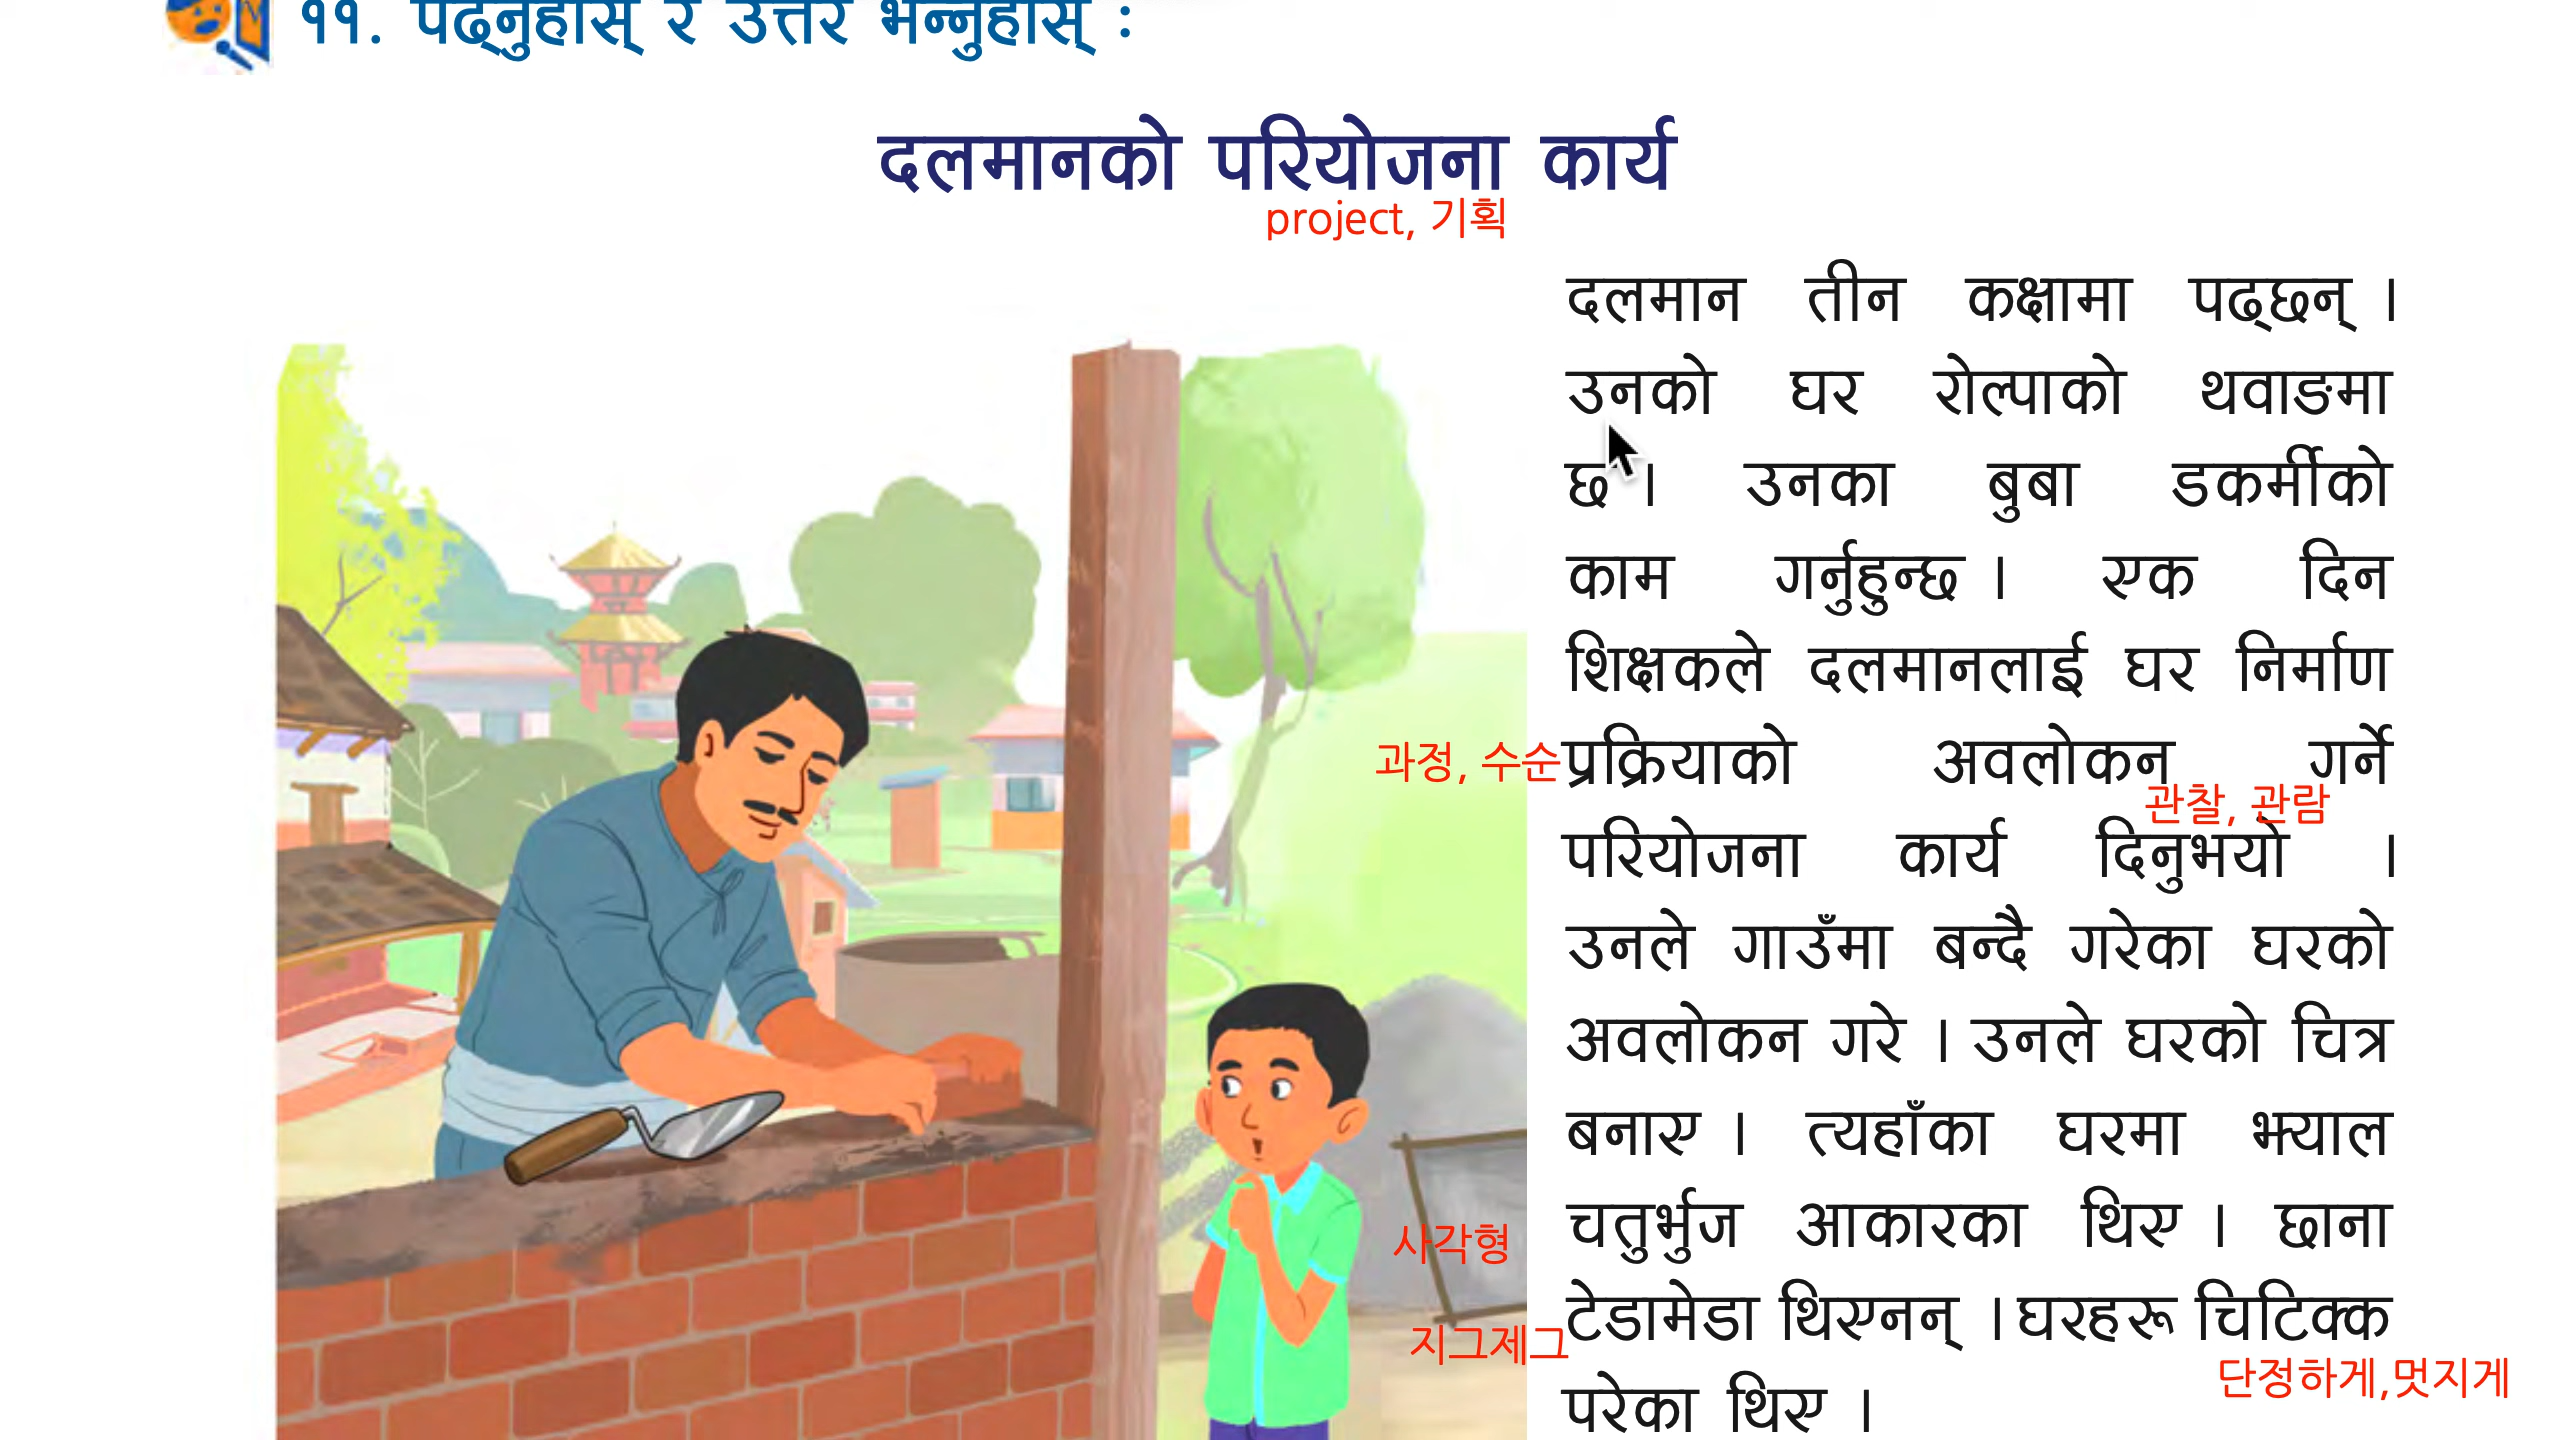 ११. पढ्नुहोस् र उत्तर भन्नुहोस् :
दलमानको परियोजना कार्य
project, 기획
दलमान तीन कक्षामा पढ्छन् ।
उनको घर रोल्पाको थवाङमा
छ । उनका बुबा डकर्मीको
काम गर्नुहुन्छ । एक दिन
शिक्षकले दलमानलाई घर निर्माण
과정, 수순
प्रक्रियाको अवलोकन गर्ने
관찰, 관람
परियोजना कार्य दिनुभयो ।
उनले गाउँमा बन्दै गरेका घरको
अवलोकन गरे । उनले घरको चित्र
बनाए । त्यहाँका घरमा झ्याल
사각형
चतुर्भुज आकारका थिए । छाना
지그제그
टेडामेडा थिएनन् । घरहरू चिटिक्क
단정하게,멋지게
परेका थिए ।